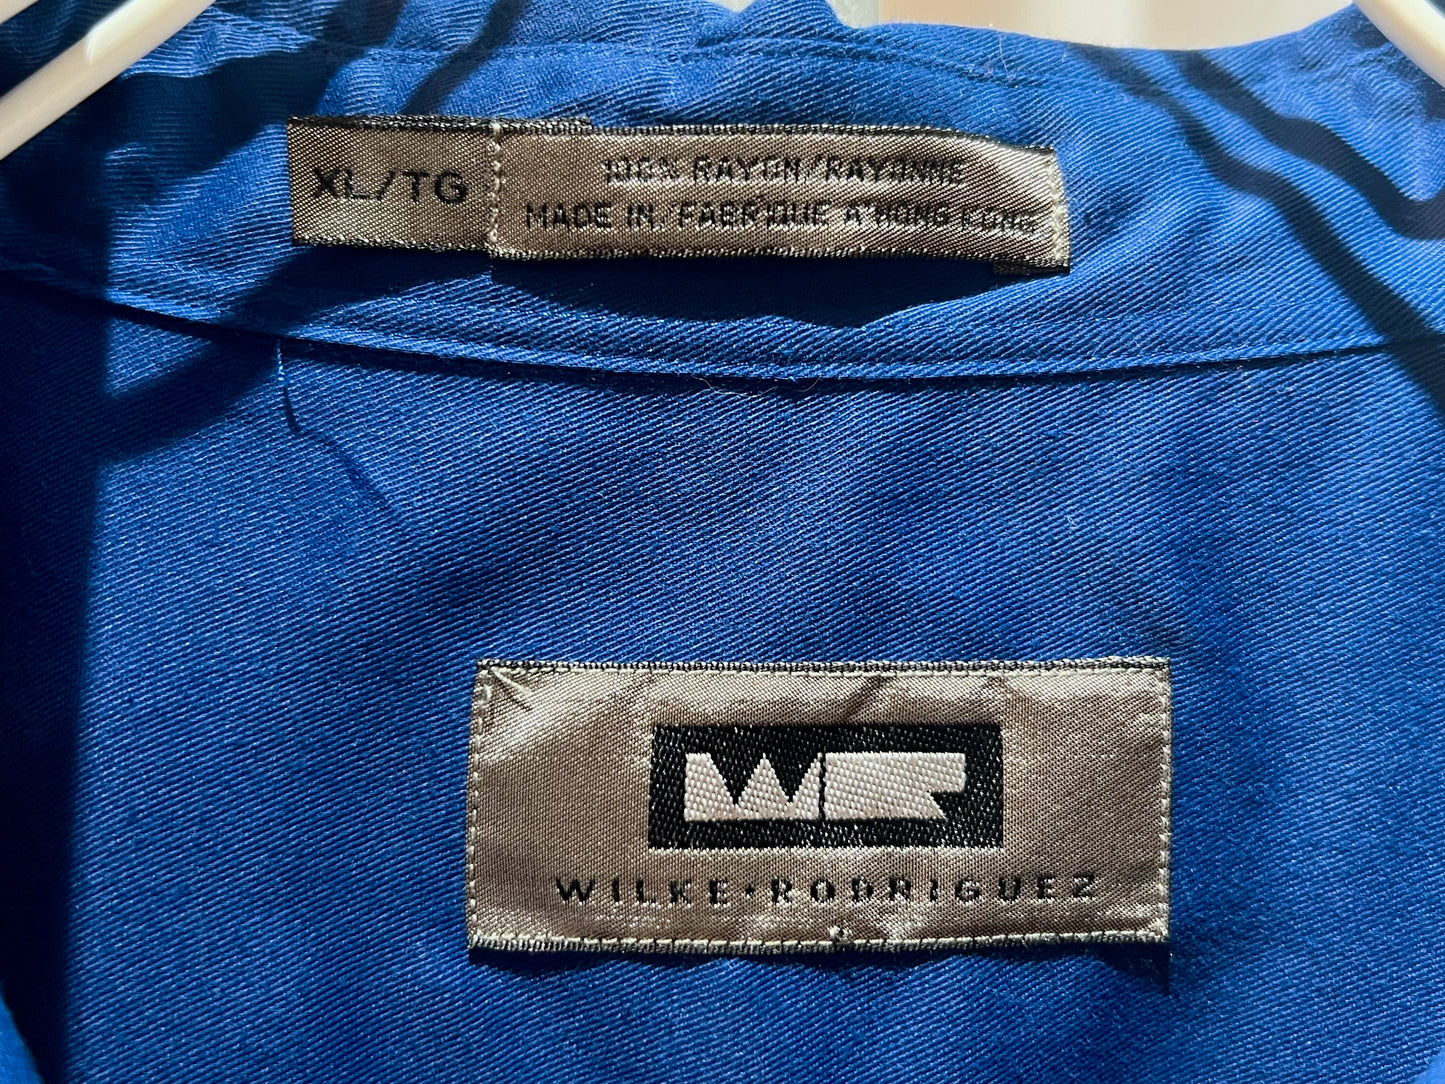 XL/TG
100% RAYON/RAYONNE
MADE IN/FABRIQUE A'HONG KONG
WR
WILKE·RODRIGUEZ